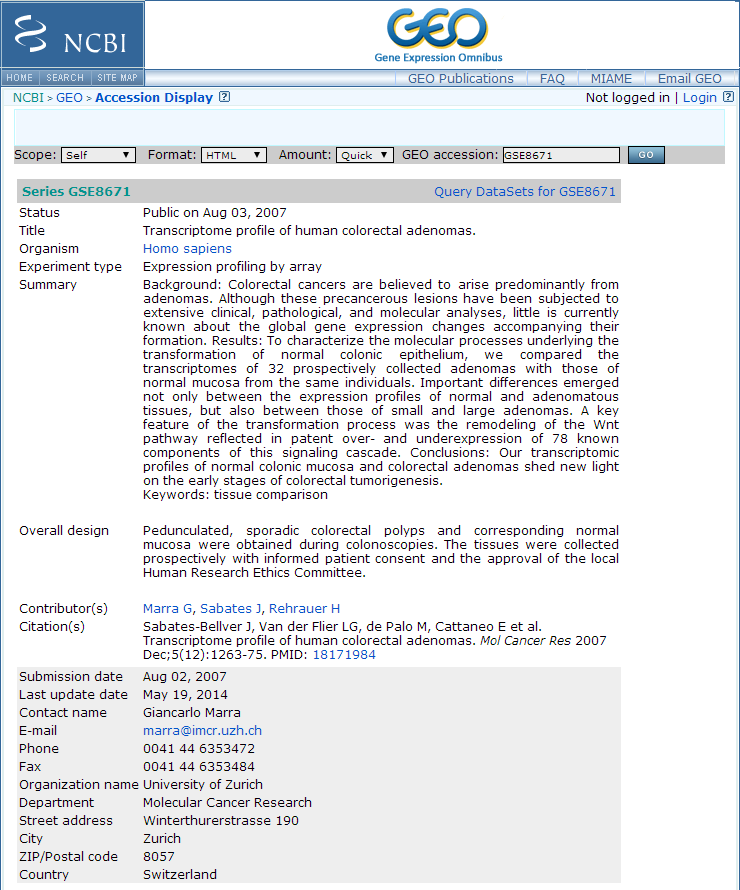 NCBI
GEO
Gene Expression Omnibus
HOME | SEARCH | SITE MAP
GEO Publications | FAQ | MIAME | Email GEO
NCBI > GEO > Accession Display [?]
Not logged in | Login [?]
Scope: Self Format: HTML Amount: Quick GEO accession: GSE8671 GO
Series GSE8671 Query DataSets for GSE8671
Status Public on Aug 03, 2007
Title Transcriptome profile of human colorectal adenomas.
Organism Homo sapiens
Experiment type Expression profiling by array
Summary Background: Colorectal cancers are believed to arise predominantly from
adenomas. Although these precancerous lesions have been subjected to
extensive clinical, pathological, and molecular analyses, little is currently
known about the global gene expression changes accompanying their
formation. Results: To characterize the molecular processes underlying the
transformation of normal colonic epithelium, we compared the
transcriptomes of 32 prospectively collected adenomas with those of
normal mucosa from the same individuals. Important differences emerged
not only between the expression profiles of normal and adenomatous
tissues, but also between those of small and large adenomas. A key
feature of the transformation process was the remodeling of the Wnt
pathway reflected in patent over- and underexpression of 78 known
components of this signaling cascade. Conclusions: Our transcriptomic
profiles of normal colonic mucosa and colorectal adenomas shed new light
on the early stages of colorectal tumorigenesis.
Keywords: tissue comparison
Overall design Pedunculated, sporadic colorectal polyps and corresponding normal
mucosa were obtained during colonoscopies. The tissues were collected
prospectively with informed patient consent and the approval of the local
Human Research Ethics Committee.
Contributor(s) Marra G, Sabates J, Rehrauer H
Citation(s) Sabates-Bellver J, Van der Flier LG, de Palo M, Cattaneo E et al.
Transcriptome profile of human colorectal adenomas. Mol Cancer Res 2007
Dec;5(12):1263-75. PMID: 18171984
Submission date Aug 02, 2007
Last update date May 19, 2014
Contact name Giancarlo Marra
E-mail marra@imcr.uzh.ch
Phone 0041 44 6353472
Fax 0041 44 6353484
Organization name University of Zurich
Department Molecular Cancer Research
Street address Winterthurerstrasse 190
City Zurich
ZIP/Postal code 8057
Country Switzerland